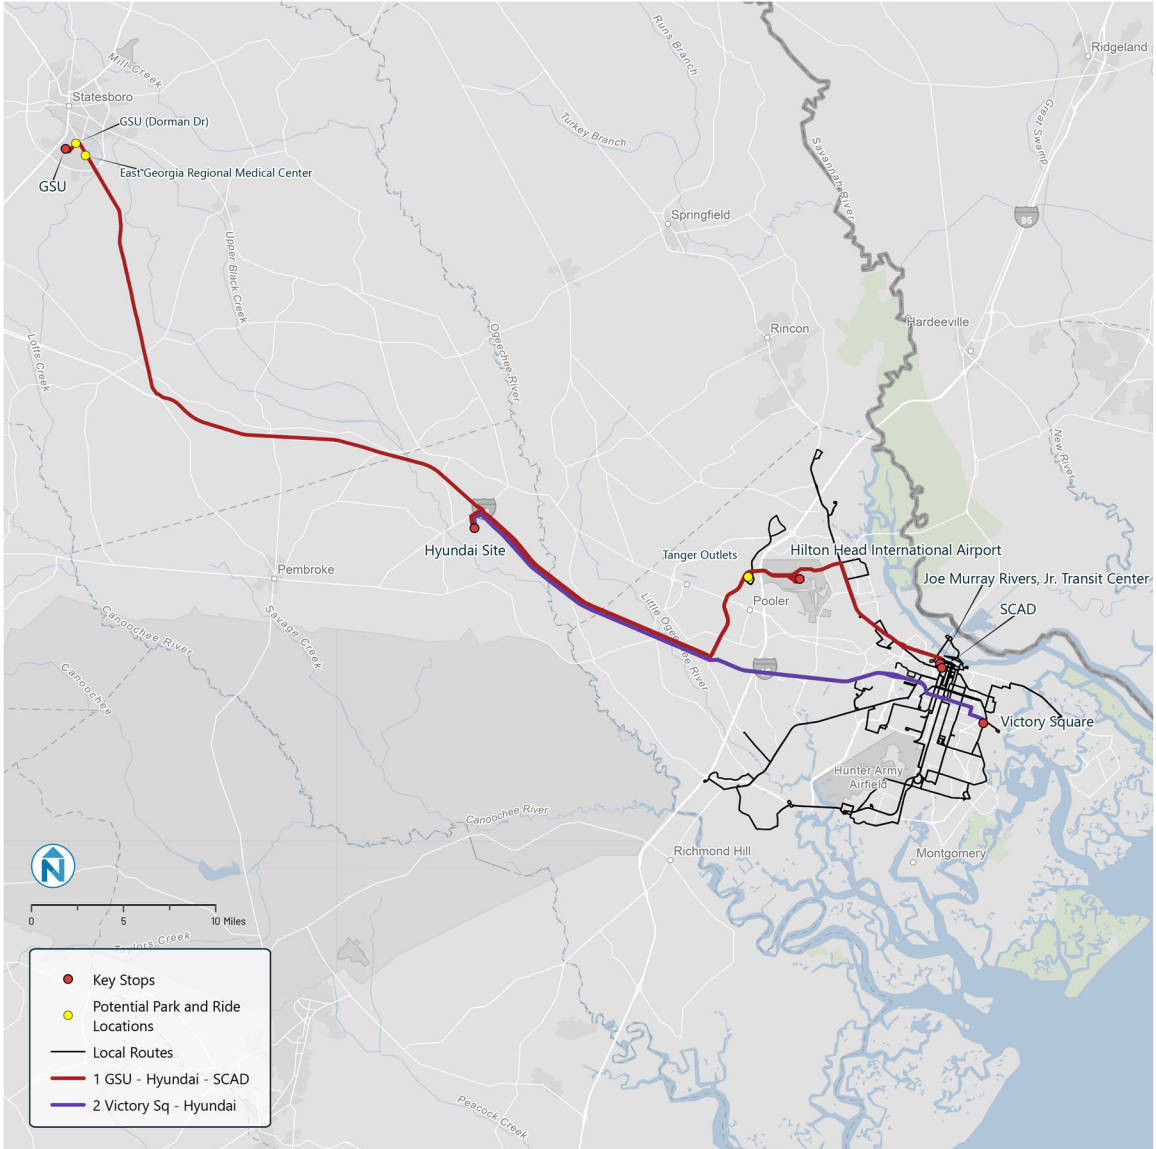 Ridgeland
Runs Branch
Mill Creek
Statesboro
Great Swamp
Turkey Branch
GSU (Dorman Dr)
Savannah River
East Georgia Regional Medical Center
GSU
Springfield
95
Upper Black Creek
Ogeechee River
Rincon
Hardeeville
Lotts Creek
New River
Hyundai Site
Tanger Outlets
Hilton Head International Airport
Pembroke
Joe Murray Rivers, Jr. Transit Center
Pooler
SCAD
Little Ogeechee River
Canoochee River
Savage Creek
Canoochee
Victory Square
Hunter Army
Airfield
Canoochee River
Richmond Hill
Montgomery
N
0 5 10 Miles
Taylors Creek
Key Stops
Potential Park and Ride
Locations
Local Routes
1 GSU - Hyundai - SCAD
2 Victory Sq - Hyundai
Peacock Creek